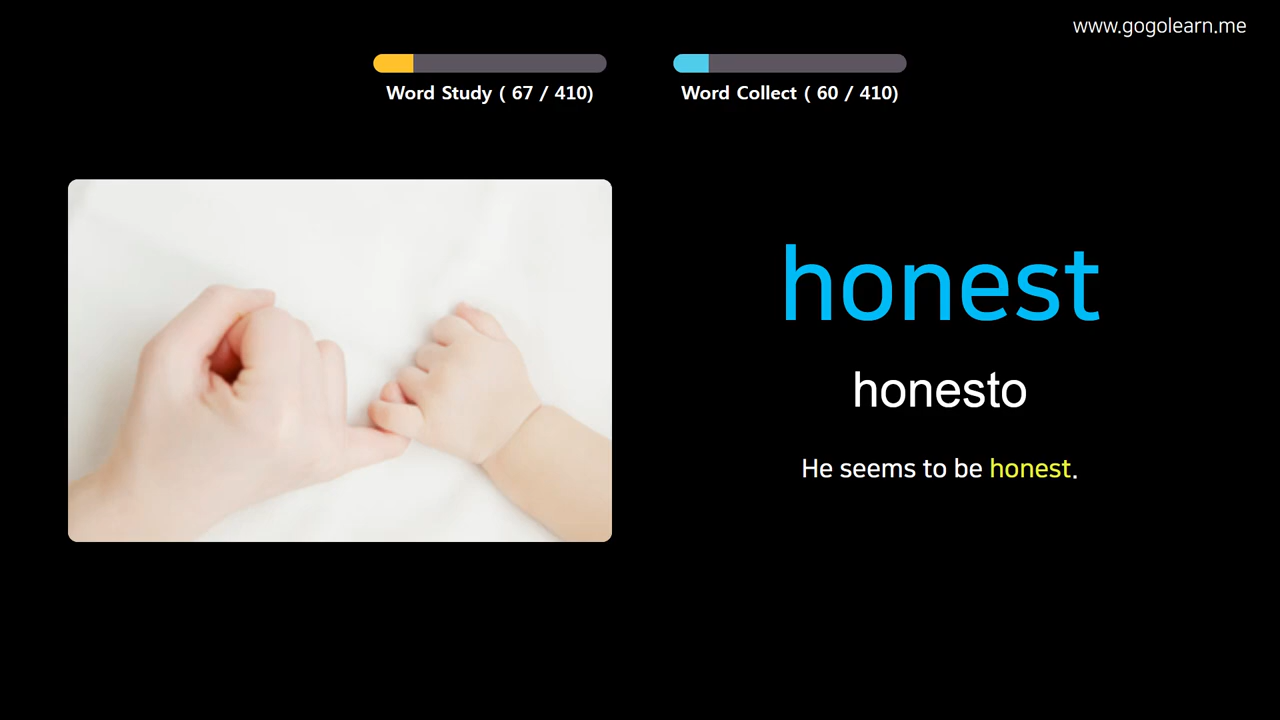 www.gogolearn.me
Word Study ( 67 / 410)
Word Collect ( 60 / 410)
honest
honesto
He seems to be honest.